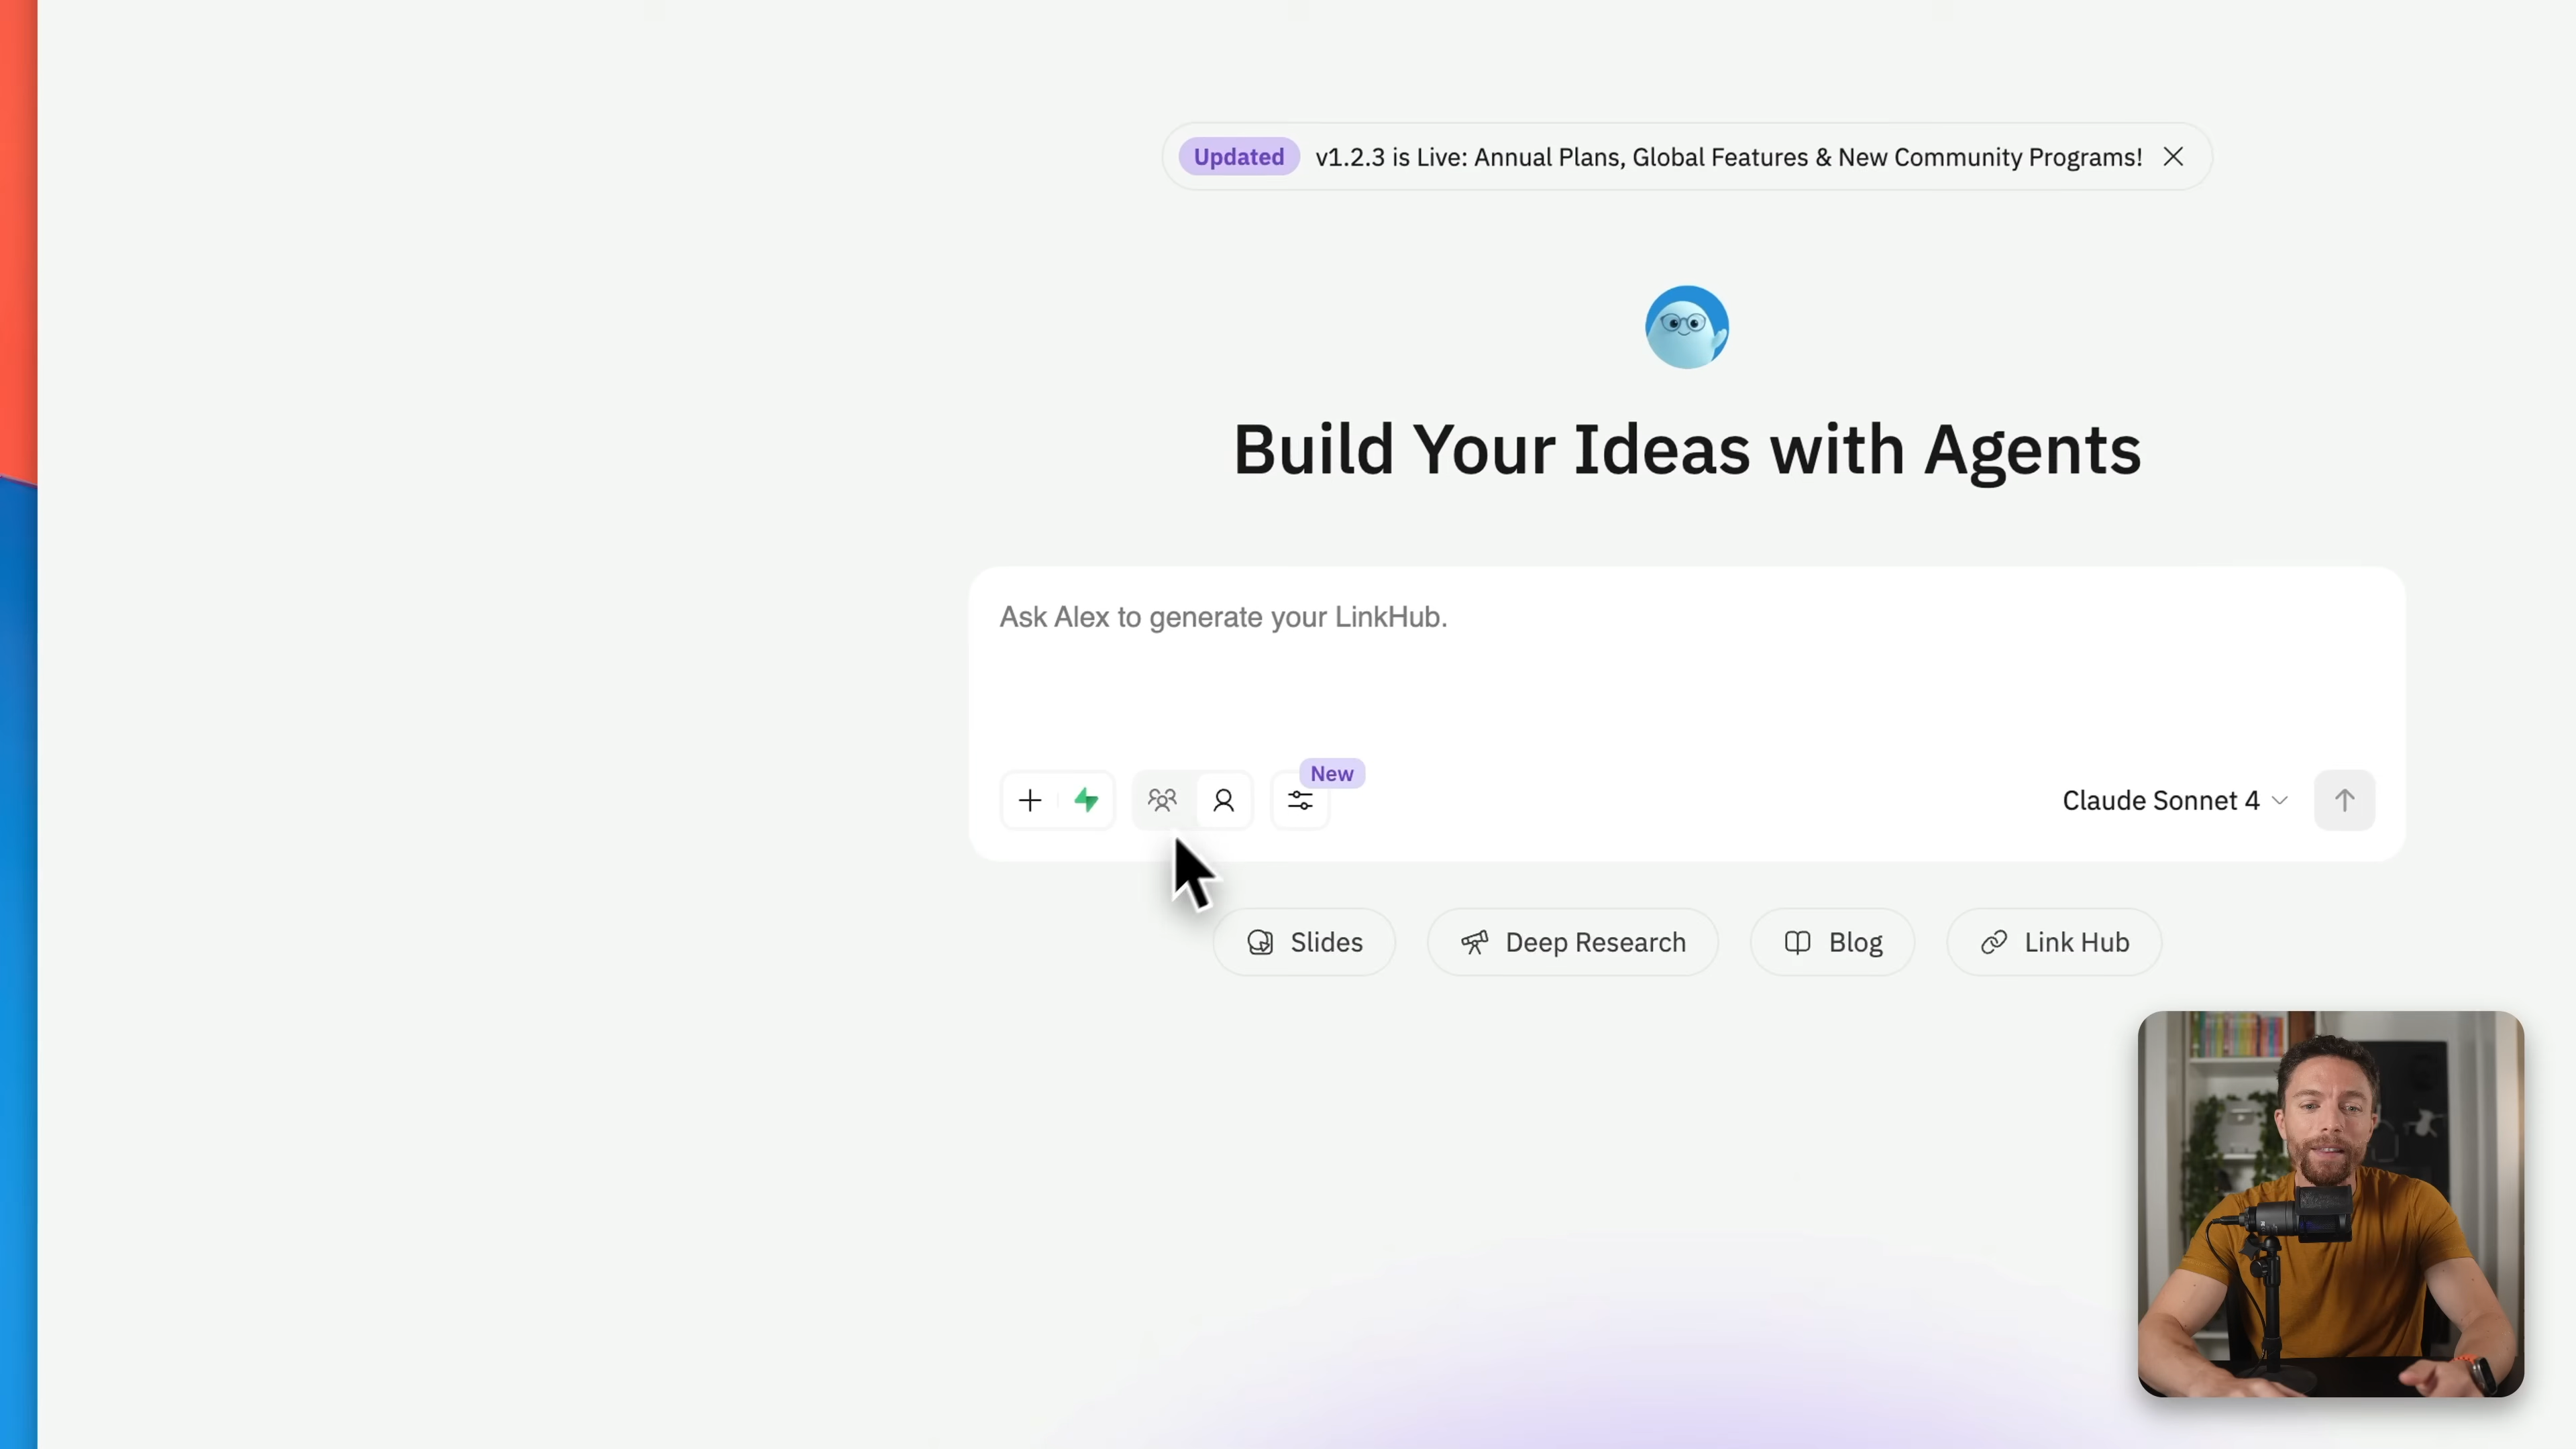 Updated v1.2.3 is Live: Annual Plans, Global Features & New Community Programs!
Build Your Ideas with Agents
Ask Alex to generate your LinkHub.
New
Claude Sonnet 4
Slides
Deep Research
Blog
Link Hub